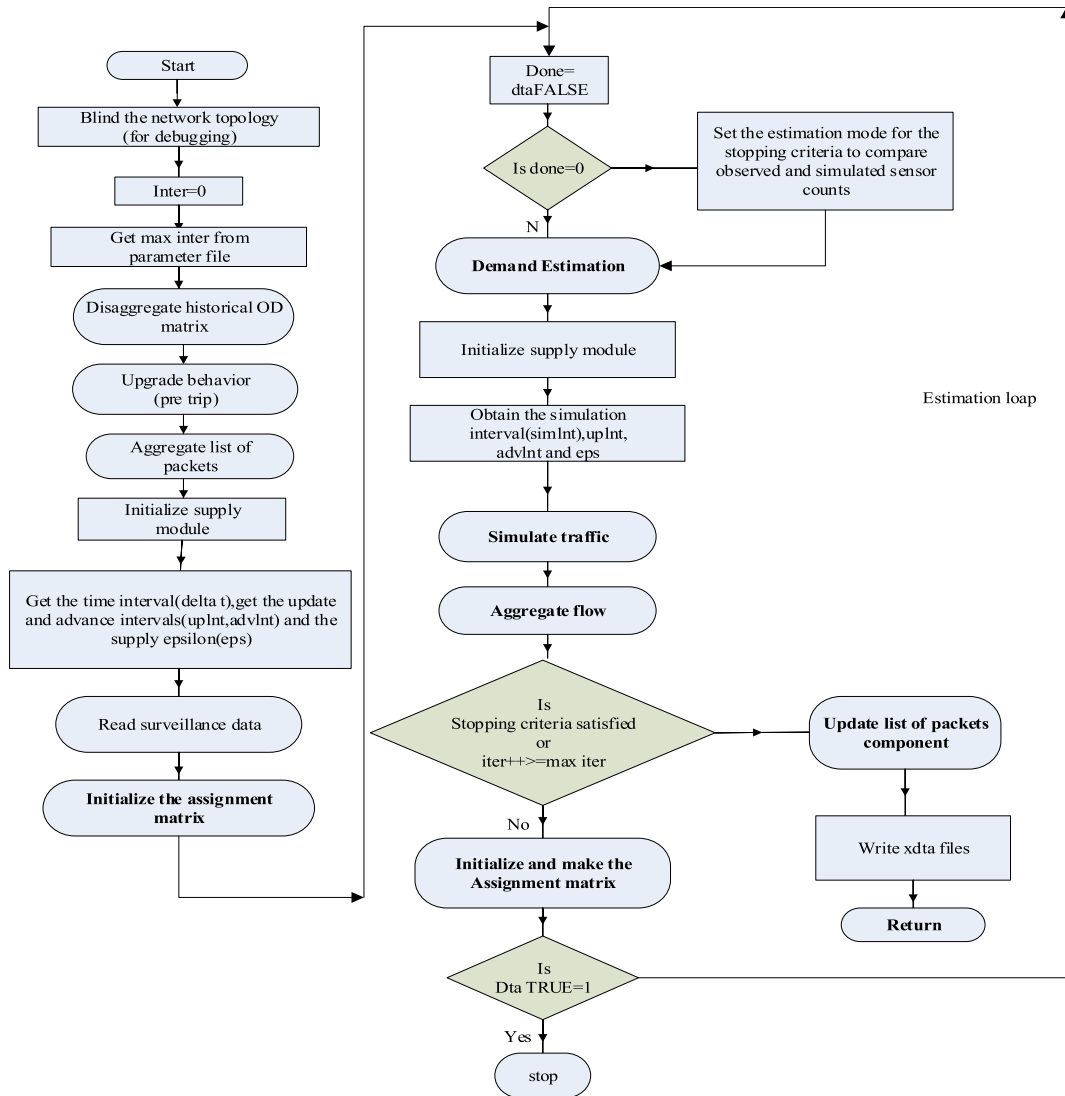 Start
Blind the network topology
(for debugging)
Inter=0
Get max inter from
parameter file
Disaggregate historical OD
matrix
Upgrade behavior
(pre trip)
Aggregate list of
packets
Initialize supply
module
Get the time interval(delta t),get the update
and advance intervals(uplnt,advlnt) and the
supply epsilon(eps)
Read surveillance data
Initialize the assignment
matrix
Done=
dtaFALSE
Is done=0
Set the estimation mode for the
stopping criteria to compare
observed and simulated sensor
counts
N
Demand Estimation
Initialize supply module
Obtain the simulation
interval(simlnt),uplnt,
advlnt and eps
Estimation loap
Simulate traffic
Aggregate flow
Is
Stopping criteria satisfied
or
iter++>=max iter
Update list of packets
component
Write xdta files
Return
No
Initialize and make the
Assignment matrix
Is
Dta TRUE=1
Yes
stop